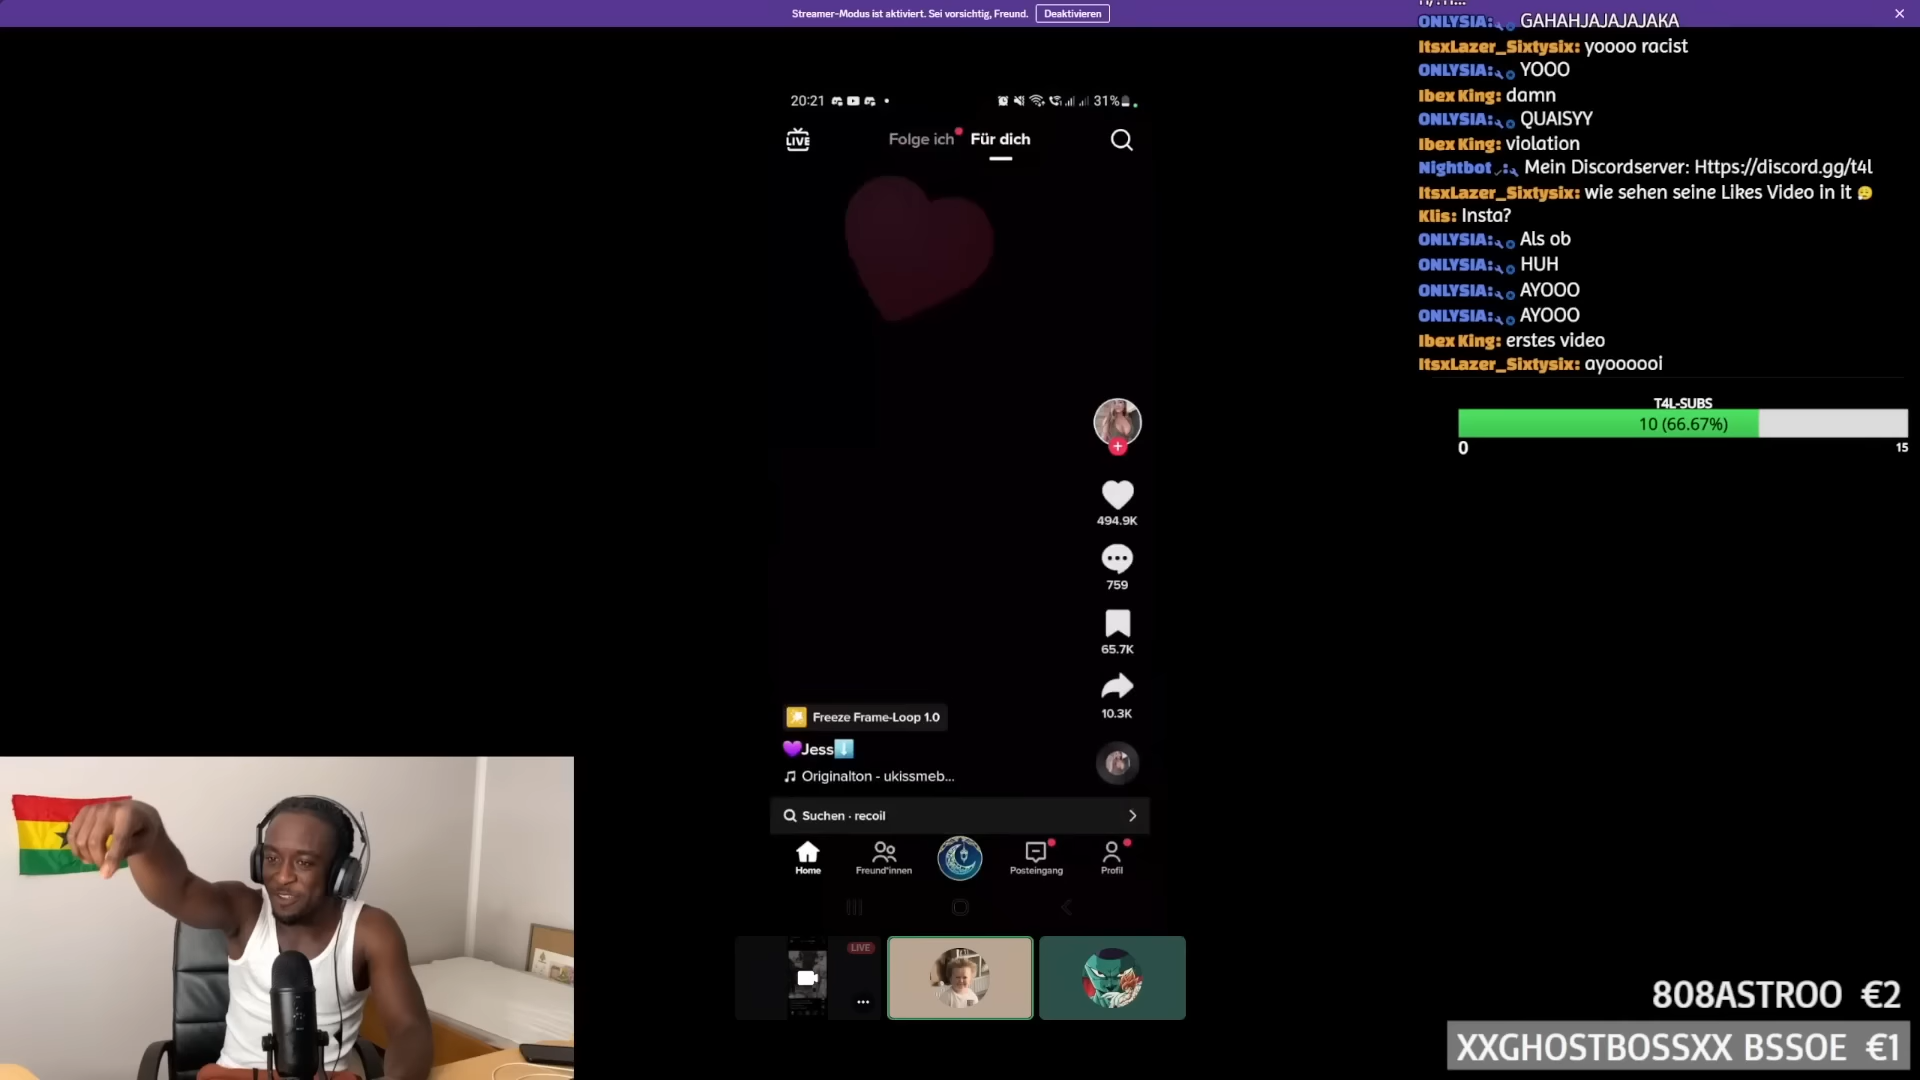 Streamer-Modus ist aktiviert. Sei vorsichtig, Freund. Deaktivieren
20:21
31%
LIVE
Folge ich Für dich
494.9K
759
65.7K
10.3K
Freeze Frame-Loop 1.0
Jess
Originalton - ukissmeb...
Suchen · recoil
Home Freund*innen Posteingang Profil
LIVE
ONLYSIA: GAHAHJAJAJAJAKA
ItsxLazer_Sixtysix: yoooo racist
ONLYSIA: YOOO
Ibex King: damn
ONLYSIA: QUAISYY
Ibex King: violation
Nightbot: Mein Discordserver: Https://discord.gg/t4l
ItsxLazer_Sixtysix: wie sehen seine Likes Video in it
Klis: Insta?
ONLYSIA: Als ob
ONLYSIA: HUH
ONLYSIA: AYOOO
ONLYSIA: AYOOO
Ibex King: erstes video
ItsxLazer_Sixtysix: ayoooooi
T4L-SUBS
10 (66.67%)
0 15
808ASTROO €2
XXGHOSTBOSSXX BSSOE €1